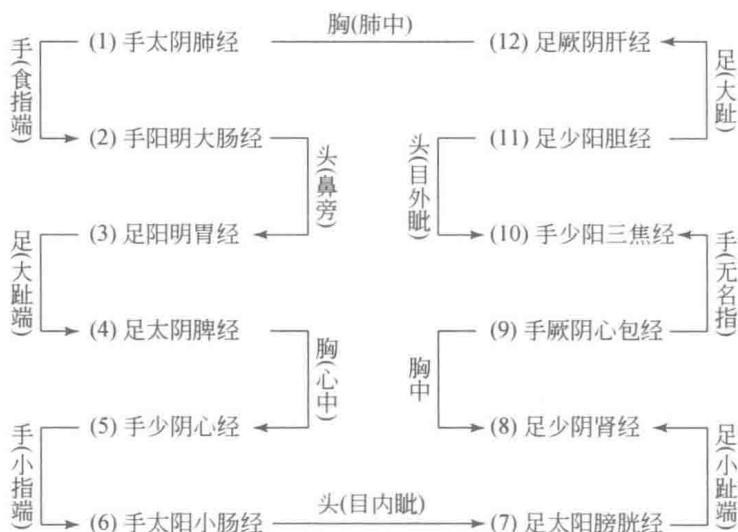 胸(肺中)
(1) 手太阴肺经
(12) 足厥阴肝经
手(食指端)
足(大趾)
(2) 手阳明大肠经
(11) 足少阳胆经
头(鼻旁)
头(目外眦)
(3) 足阳明胃经
(10) 手少阳三焦经
足(大趾端)
手(无名指)
(4) 足太阴脾经
(9) 手厥阴心包经
胸(心中)
胸中
(5) 手少阴心经
(8) 足少阴肾经
手(小指端)
足(小趾端)
头(目内眦)
(6) 手太阳小肠经
(7) 足太阳膀胱经